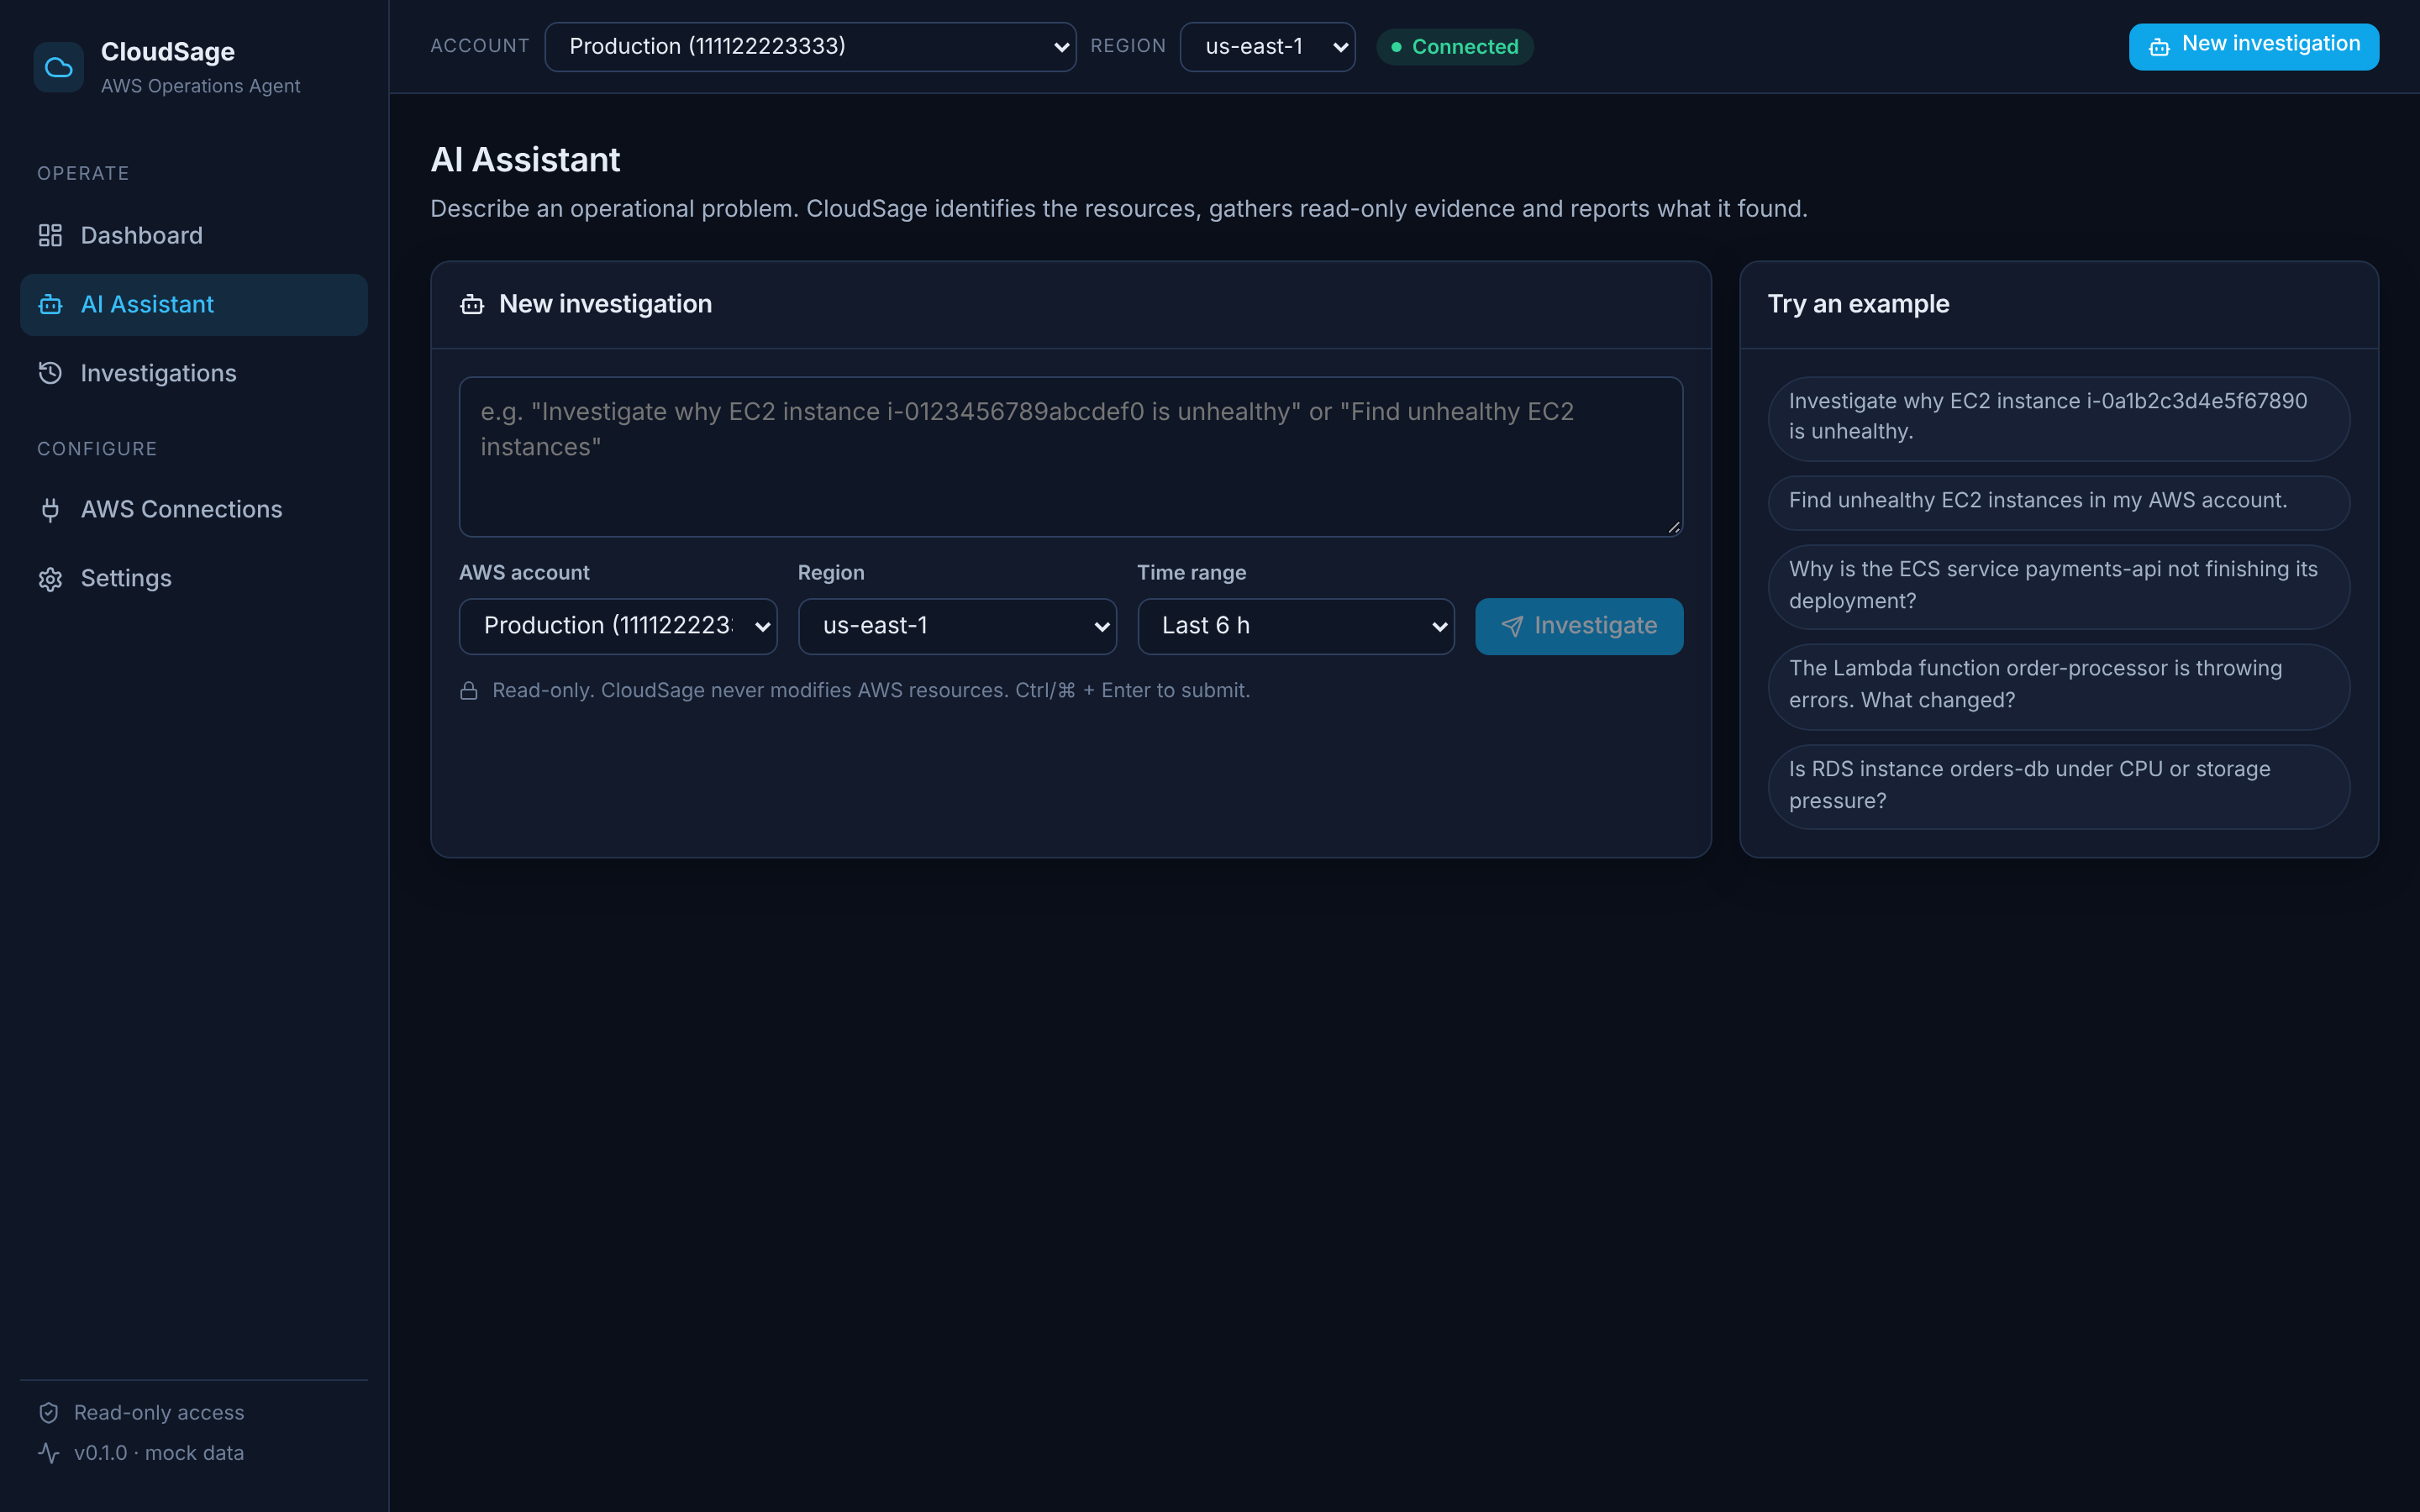 CloudSage
AWS Operations Agent
OPERATE
Dashboard
AI Assistant
Investigations
CONFIGURE
AWS Connections
Settings
Read-only access
v0.1.0 · mock data
ACCOUNT
Production (111122223333)
REGION
us-east-1
Connected
New investigation
AI Assistant
Describe an operational problem. CloudSage identifies the resources, gathers read-only evidence and reports what it found.
New investigation
e.g. "Investigate why EC2 instance i-0123456789abcdef0 is unhealthy" or "Find unhealthy EC2
instances"
AWS account
Region
Time range
Production (111122223
us-east-1
Last 6 h
Investigate
Read-only. CloudSage never modifies AWS resources. Ctrl/⌘ + Enter to submit.
Try an example
Investigate why EC2 instance i-0a1b2c3d4e5f67890
is unhealthy.
Find unhealthy EC2 instances in my AWS account.
Why is the ECS service payments-api not finishing its
deployment?
The Lambda function order-processor is throwing
errors. What changed?
Is RDS instance orders-db under CPU or storage
pressure?